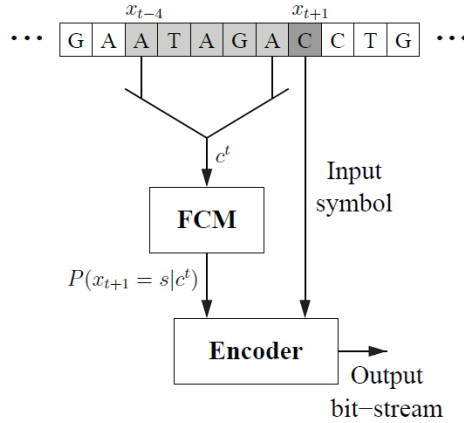 x_{t-4} x_{t+1}
... G A A T A G A C C T G ...
c^t
Input
symbol
FCM
P(x_{t+1} = s|c^t)
Encoder
Output
bit−stream